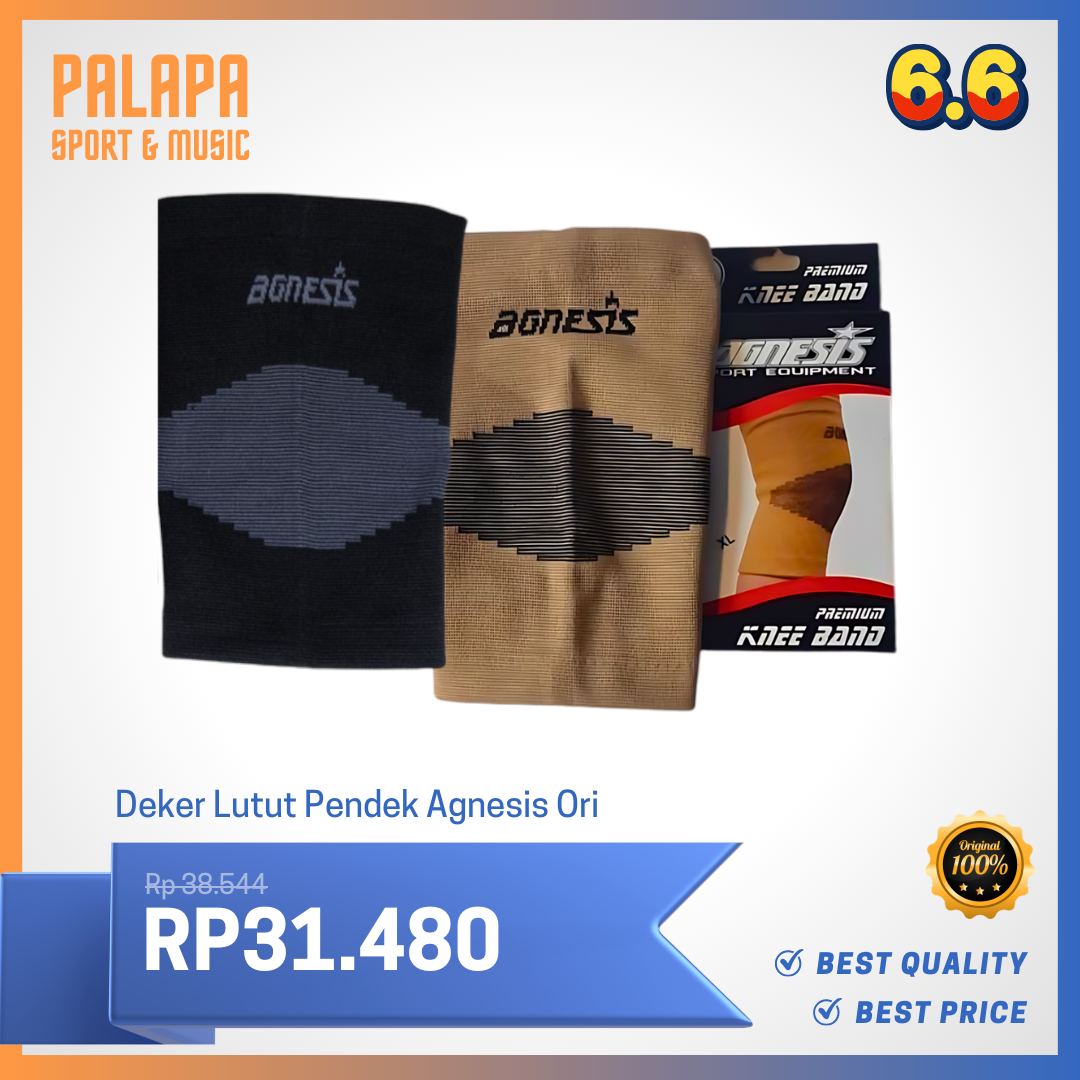 PALAPA
SPORT & MUSIC
6.6
AGNESIS
AGNESIS
PREMIUM
KNEE BAND
AGNESIS
SPORT EQUIPMENT
XL
PREMIUM
KNEE BAND
Deker Lutut Pendek Agnesis Ori
Rp 38.544
RP31.480
Original
100%
BEST QUALITY
BEST PRICE